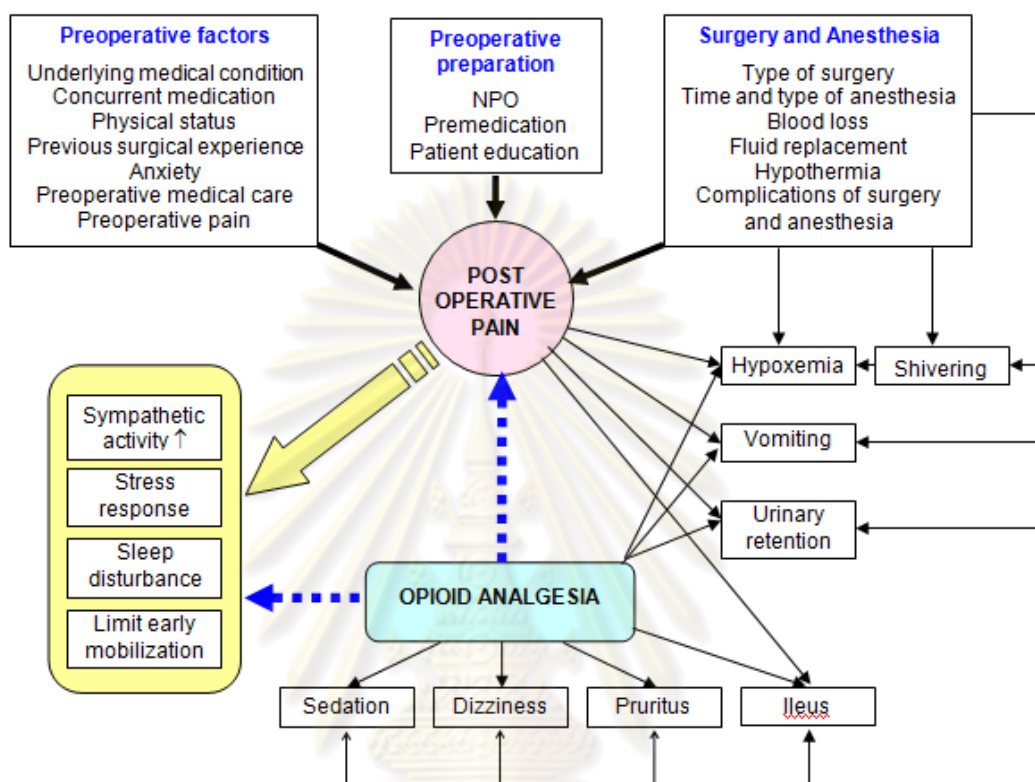 Preoperative factors
Underlying medical condition
Concurrent medication
Physical status
Previous surgical experience
Anxiety
Preoperative medical care
Preoperative pain
Preoperative
preparation
NPO
Premedication
Patient education
Surgery and Anesthesia
Type of surgery
Time and type of anesthesia
Blood loss
Fluid replacement
Hypothermia
Complications of surgery
and anesthesia
POST
OPERATIVE
PAIN
Hypoxemia
Shivering
Vomiting
Urinary
retention
Sympathetic
activity ↑
Stress
response
Sleep
disturbance
Limit early
mobilization
OPIOID ANALGESIA
Sedation
Dizziness
Pruritus
Ileus